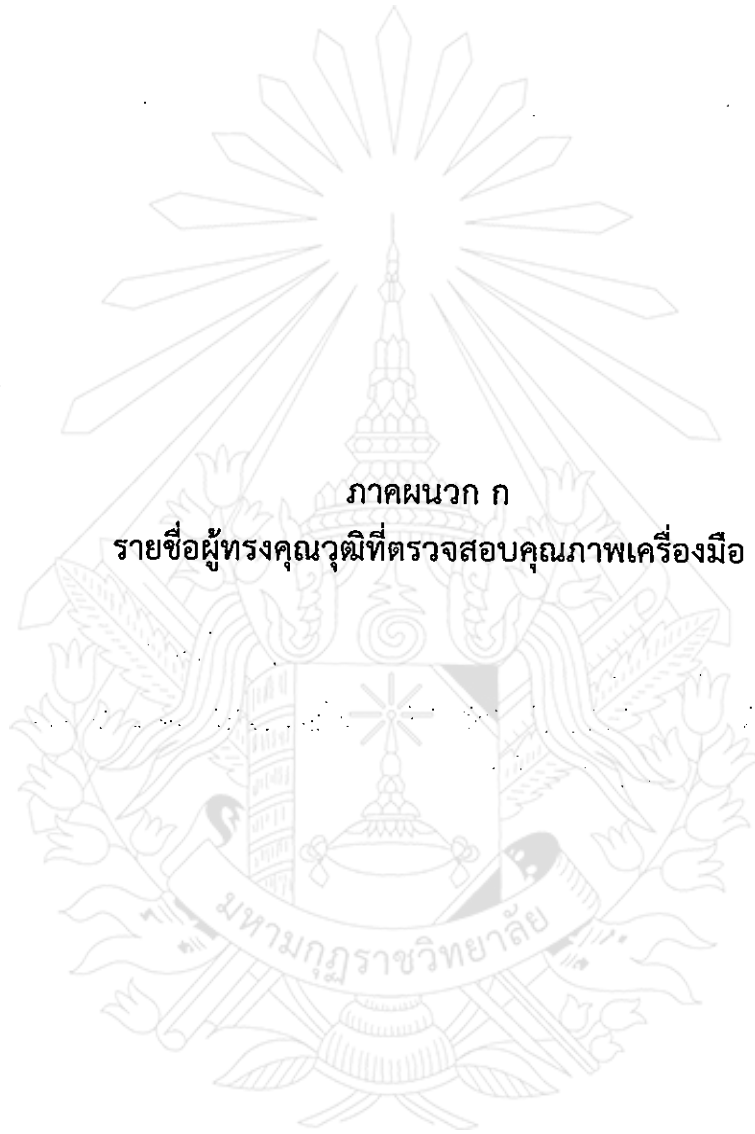 ภาคผนวก ก
รายชื่อผู้ทรงคุณวุฒิที่ตรวจสอบคุณภาพเครื่องมือ
มหามกุฏราชวิทยาลัย